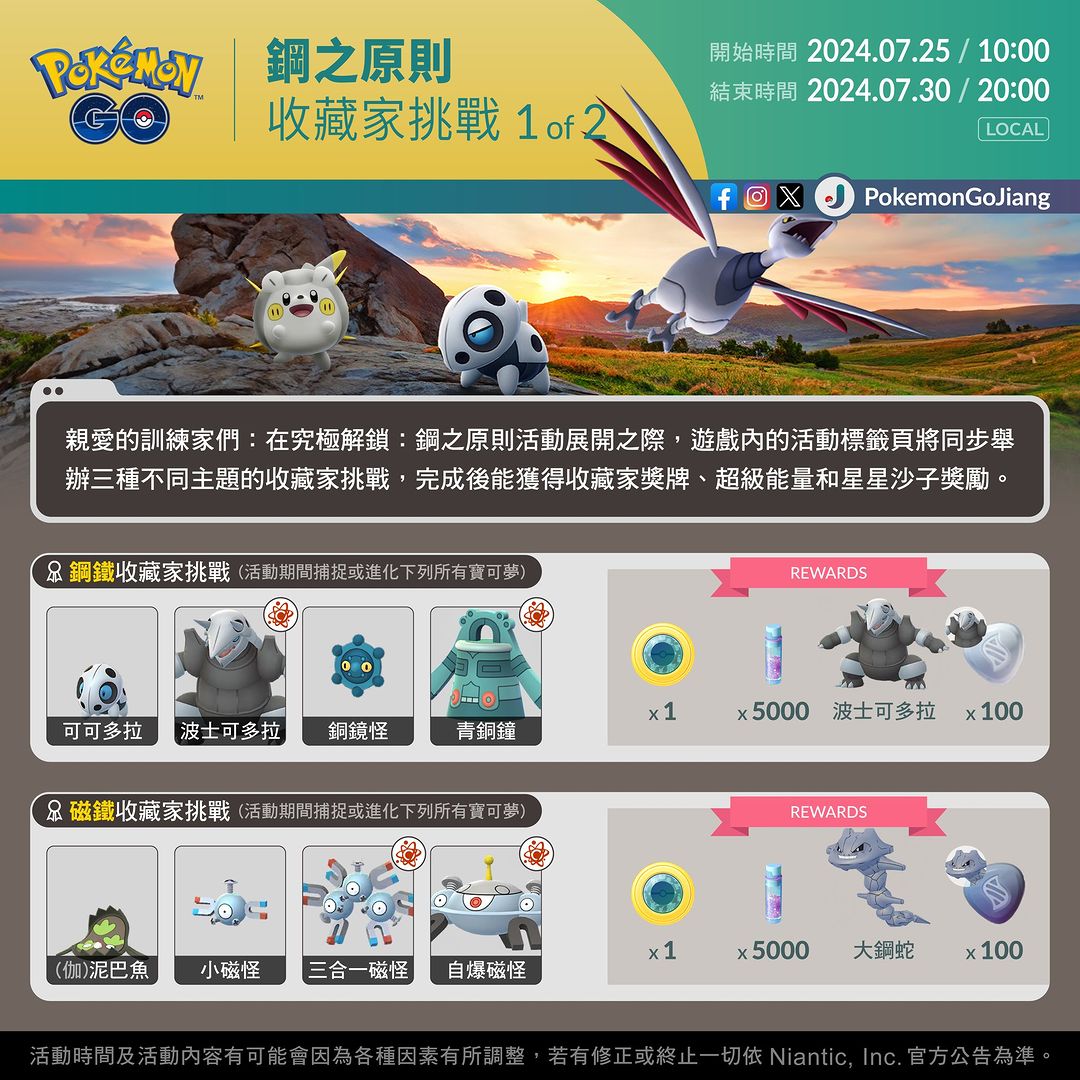 POKÉMON
GO
TM
鋼之原則
收藏家挑戰 1 of 2
開始時間 2024.07.25 / 10:00
結束時間 2024.07.30 / 20:00
LOCAL
PokemonGoJiang
親愛的訓練家們：在究極解鎖：鋼之原則活動展開之際，遊戲內的活動標籤頁將同步舉
辦三種不同主題的收藏家挑戰，完成後能獲得收藏家獎牌、超級能量和星星沙子獎勵。
鋼鐵收藏家挑戰 (活動期間捕捉或進化下列所有寶可夢)
REWARDS
可可多拉 波士可多拉 銅鏡怪 青銅鐘
x 1 x 5000 波士可多拉 x 100
磁鐵收藏家挑戰 (活動期間捕捉或進化下列所有寶可夢)
REWARDS
(伽)泥巴魚 小磁怪 三合一磁怪 自爆磁怪
x 1 x 5000 大鋼蛇 x 100
活動時間及活動內容有可能會因為各種因素有所調整，若有修正或終止一切依 Niantic, Inc. 官方公告為準。